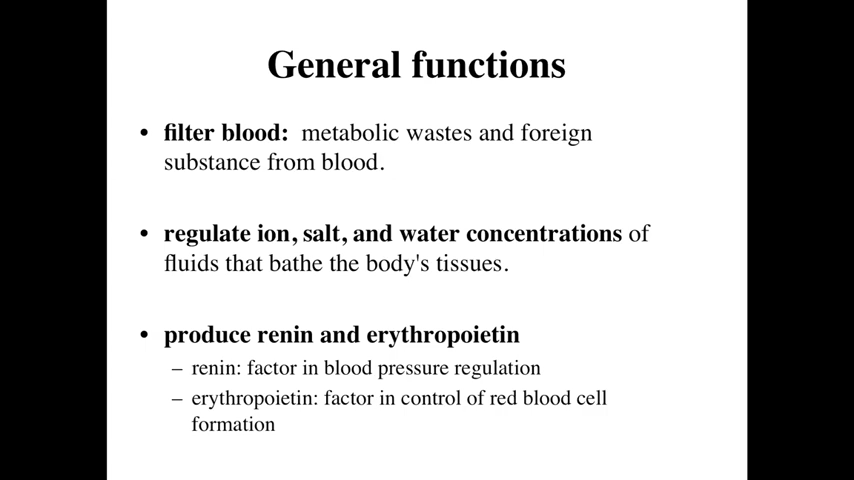 General functions
• filter blood: metabolic wastes and foreign
substance from blood.
• regulate ion, salt, and water concentrations of
fluids that bathe the body's tissues.
• produce renin and erythropoietin
– renin: factor in blood pressure regulation
– erythropoietin: factor in control of red blood cell
formation